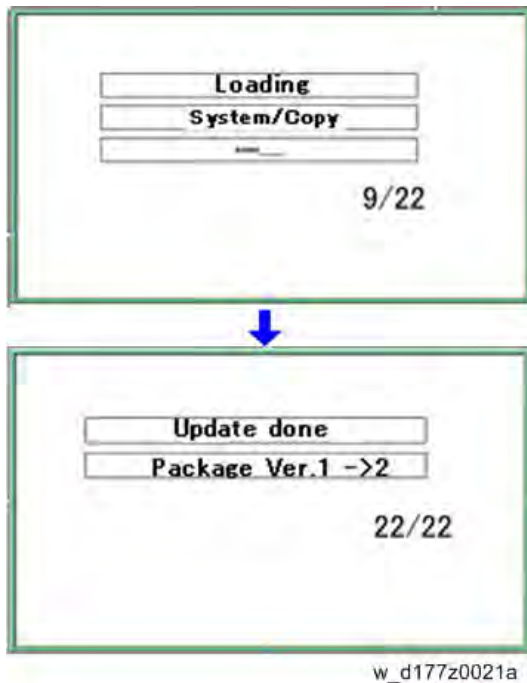 Loading
System/Copy
9/22
Update done
Package Ver.1 ->2
22/22
w_d177z0021a